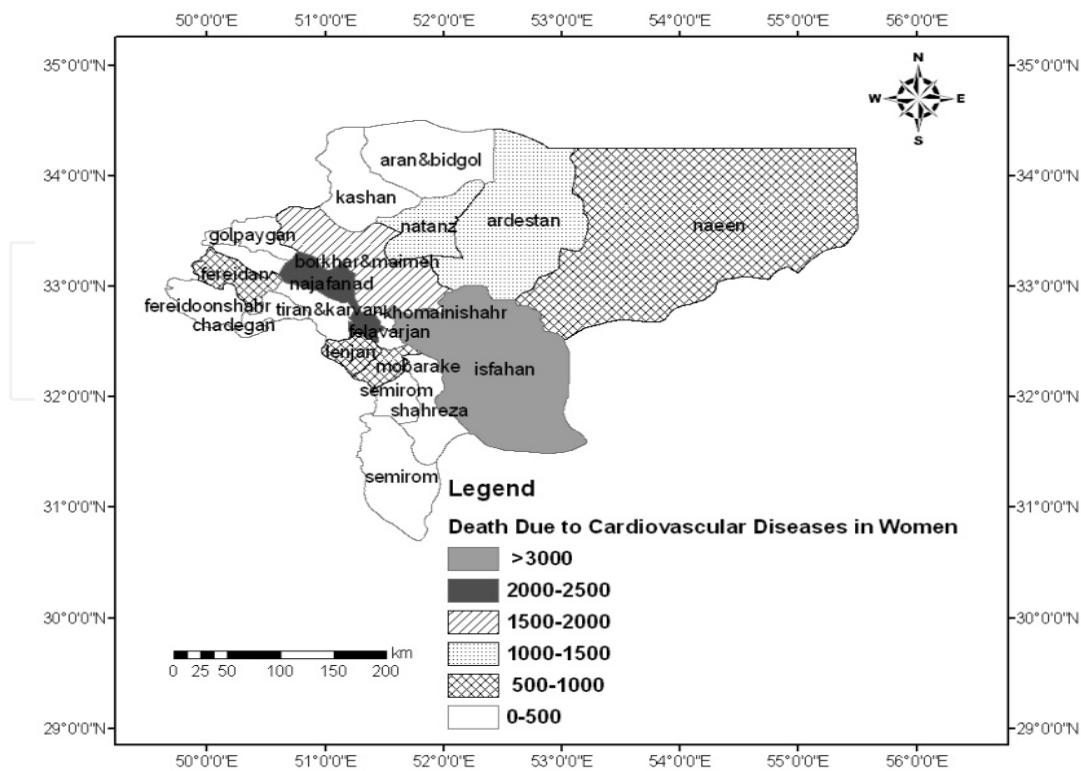 50°0'0"E 51°0'0"E 52°0'0"E 53°0'0"E 54°0'0"E 55°0'0"E 56°0'0"E
35°0'0"N 35°0'0"N
N
W E
S
aran&bidgol
34°0'0"N 34°0'0"N
kashan
natanz ardestan naeen
golpaygan
borkhar&maimeh
fereidan
najafanad
33°0'0"N 33°0'0"N
fereidoonshahr tiran&karvan khomainishahr
chadegan felavarjan
lenjan
mobarake isfahan
semirom
32°0'0"N 32°0'0"N
shahreza
semirom
Legend
31°0'0"N 31°0'0"N
Death Due to Cardiovascular Diseases in Women
>3000
2000-2500
30°0'0"N 30°0'0"N
1500-2000
km
1000-1500
0 25 50 100 150 200
500-1000
0-500
29°0'0"N 29°0'0"N
50°0'0"E 51°0'0"E 52°0'0"E 53°0'0"E 54°0'0"E 55°0'0"E 56°0'0"E